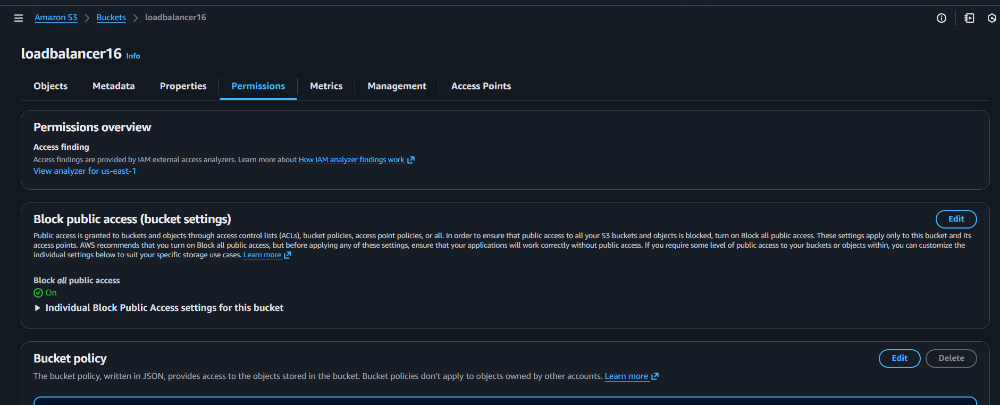 Amazon S3 > Buckets > loadbalancer16
loadbalancer16 Info
Objects Metadata Properties Permissions Metrics Management Access Points
Permissions overview
Access finding
Access findings are provided by IAM external access analyzers. Learn more about How IAM analyzer findings work
View analyzer for us-east-1
Block public access (bucket settings)
Edit
Public access is granted to buckets and objects through access control lists (ACLs), bucket policies, access point policies, or all. In order to ensure that public access to all your S3 buckets and objects is blocked, turn on Block all public access. These settings apply only to this bucket and its
access points. AWS recommends that you turn on Block all public access, but before applying any of these settings, ensure that your applications will work correctly without public access. If you require some level of public access to your buckets or objects within, you can customize the
individual settings below to suit your specific storage use cases. Learn more
Block all public access
On
Individual Block Public Access settings for this bucket
Bucket policy
Edit Delete
The bucket policy, written in JSON, provides access to the objects stored in the bucket. Bucket policies don't apply to objects owned by other accounts. Learn more